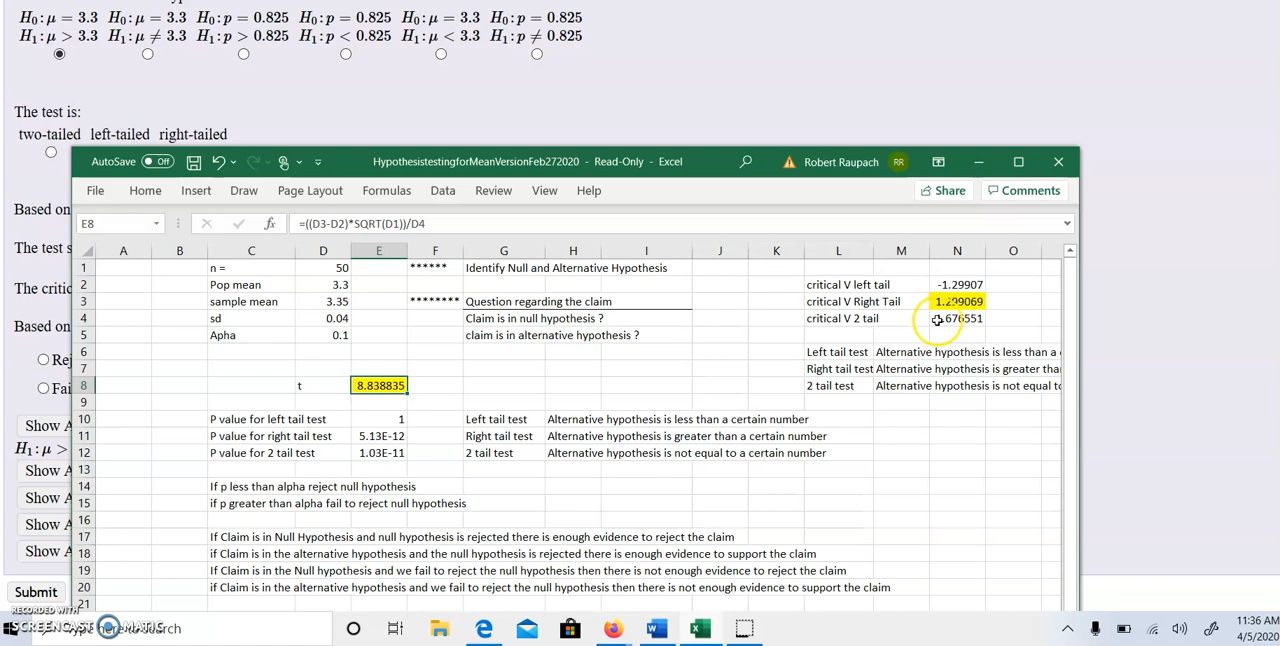 H₀ : μ = 3.3 H₀ : μ = 3.3 H₀ : p = 0.825 H₀ : p = 0.825 H₀ : μ = 3.3 H₀ : p = 0.825
H₁ : μ > 3.3 H₁ : μ ≠ 3.3 H₁ : p > 0.825 H₁ : p < 0.825 H₁ : μ < 3.3 H₁ : p ≠ 0.825
The test is:
two-tailed left-tailed right-tailed
AutoSave Off HypothesistestingforMeanVersionFeb272020 - Read-Only - Excel Robert Raupach RR
File Home Insert Draw Page Layout Formulas Data Review View Help Share Comments
Based on
E8 fx =((D3-D2)*SQRT(D1))/D4
The test s
A B C D E F G H I J K L M N O
1 n = 50 ****** Identify Null and Alternative Hypothesis
2 Pop mean 3.3 critical V left tail -1.29907
The critic
3 sample mean 3.35 ******** Question regarding the claim critical V Right Tail 1.299069
4 sd 0.04 Claim is in null hypothesis ? critical V 2 tail .676551
Based on
5 Apha 0.1 claim is in alternative hypothesis ?
6 Left tail test Alternative hypothesis is less than a
Rej
7 Right tail test Alternative hypothesis is greater tha
8 t 8.838835 2 tail test Alternative hypothesis is not equal to
Fai
9
10 P value for left tail test 1 Left tail test Alternative hypothesis is less than a certain number
Show A
11 P value for right tail test 5.13E-12 Right tail test Alternative hypothesis is greater than a certain number
H₁ : μ >
12 P value for 2 tail test 1.03E-11 2 tail test Alternative hypothesis is not equal to a certain number
13
Show A
14 If p less than alpha reject null hypothesis
Show A
15 if p greater than alpha fail to reject null hypothesis
16
Show A
17 If Claim is in Null Hypothesis and null hypothesis is rejected there is enough evidence to reject the claim
18 if Claim is in the alternative hypothesis and the null hypothesis is rejected there is enough evidence to support the claim
Show A
19 If Claim is in the Null hypothesis and we fail to reject the null hypothesis then there is not enough evidence to reject the claim
20 if Claim is in the alternative hypothesis and we fail to reject the null hypothesis then there is not enough evidence to support the claim
Submit
21
RECORDED WITH
SCREENCAST MATIC
here to search
11:36 AM
4/5/2020